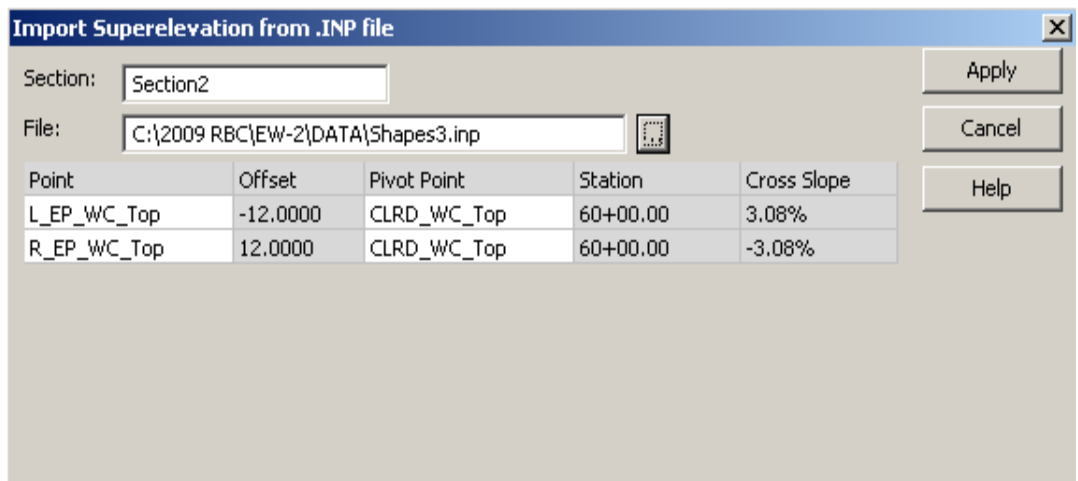 Import Superelevation from .INP file
Section: Section2 Apply
File: C:\2009 RBC\EW-2\DATA\Shapes3.inp ... Cancel
Point Offset Pivot Point Station Cross Slope Help
L_EP_WC_Top -12.0000 CLRD_WC_Top 60+00.00 3.08%
R_EP_WC_Top 12.0000 CLRD_WC_Top 60+00.00 -3.08%